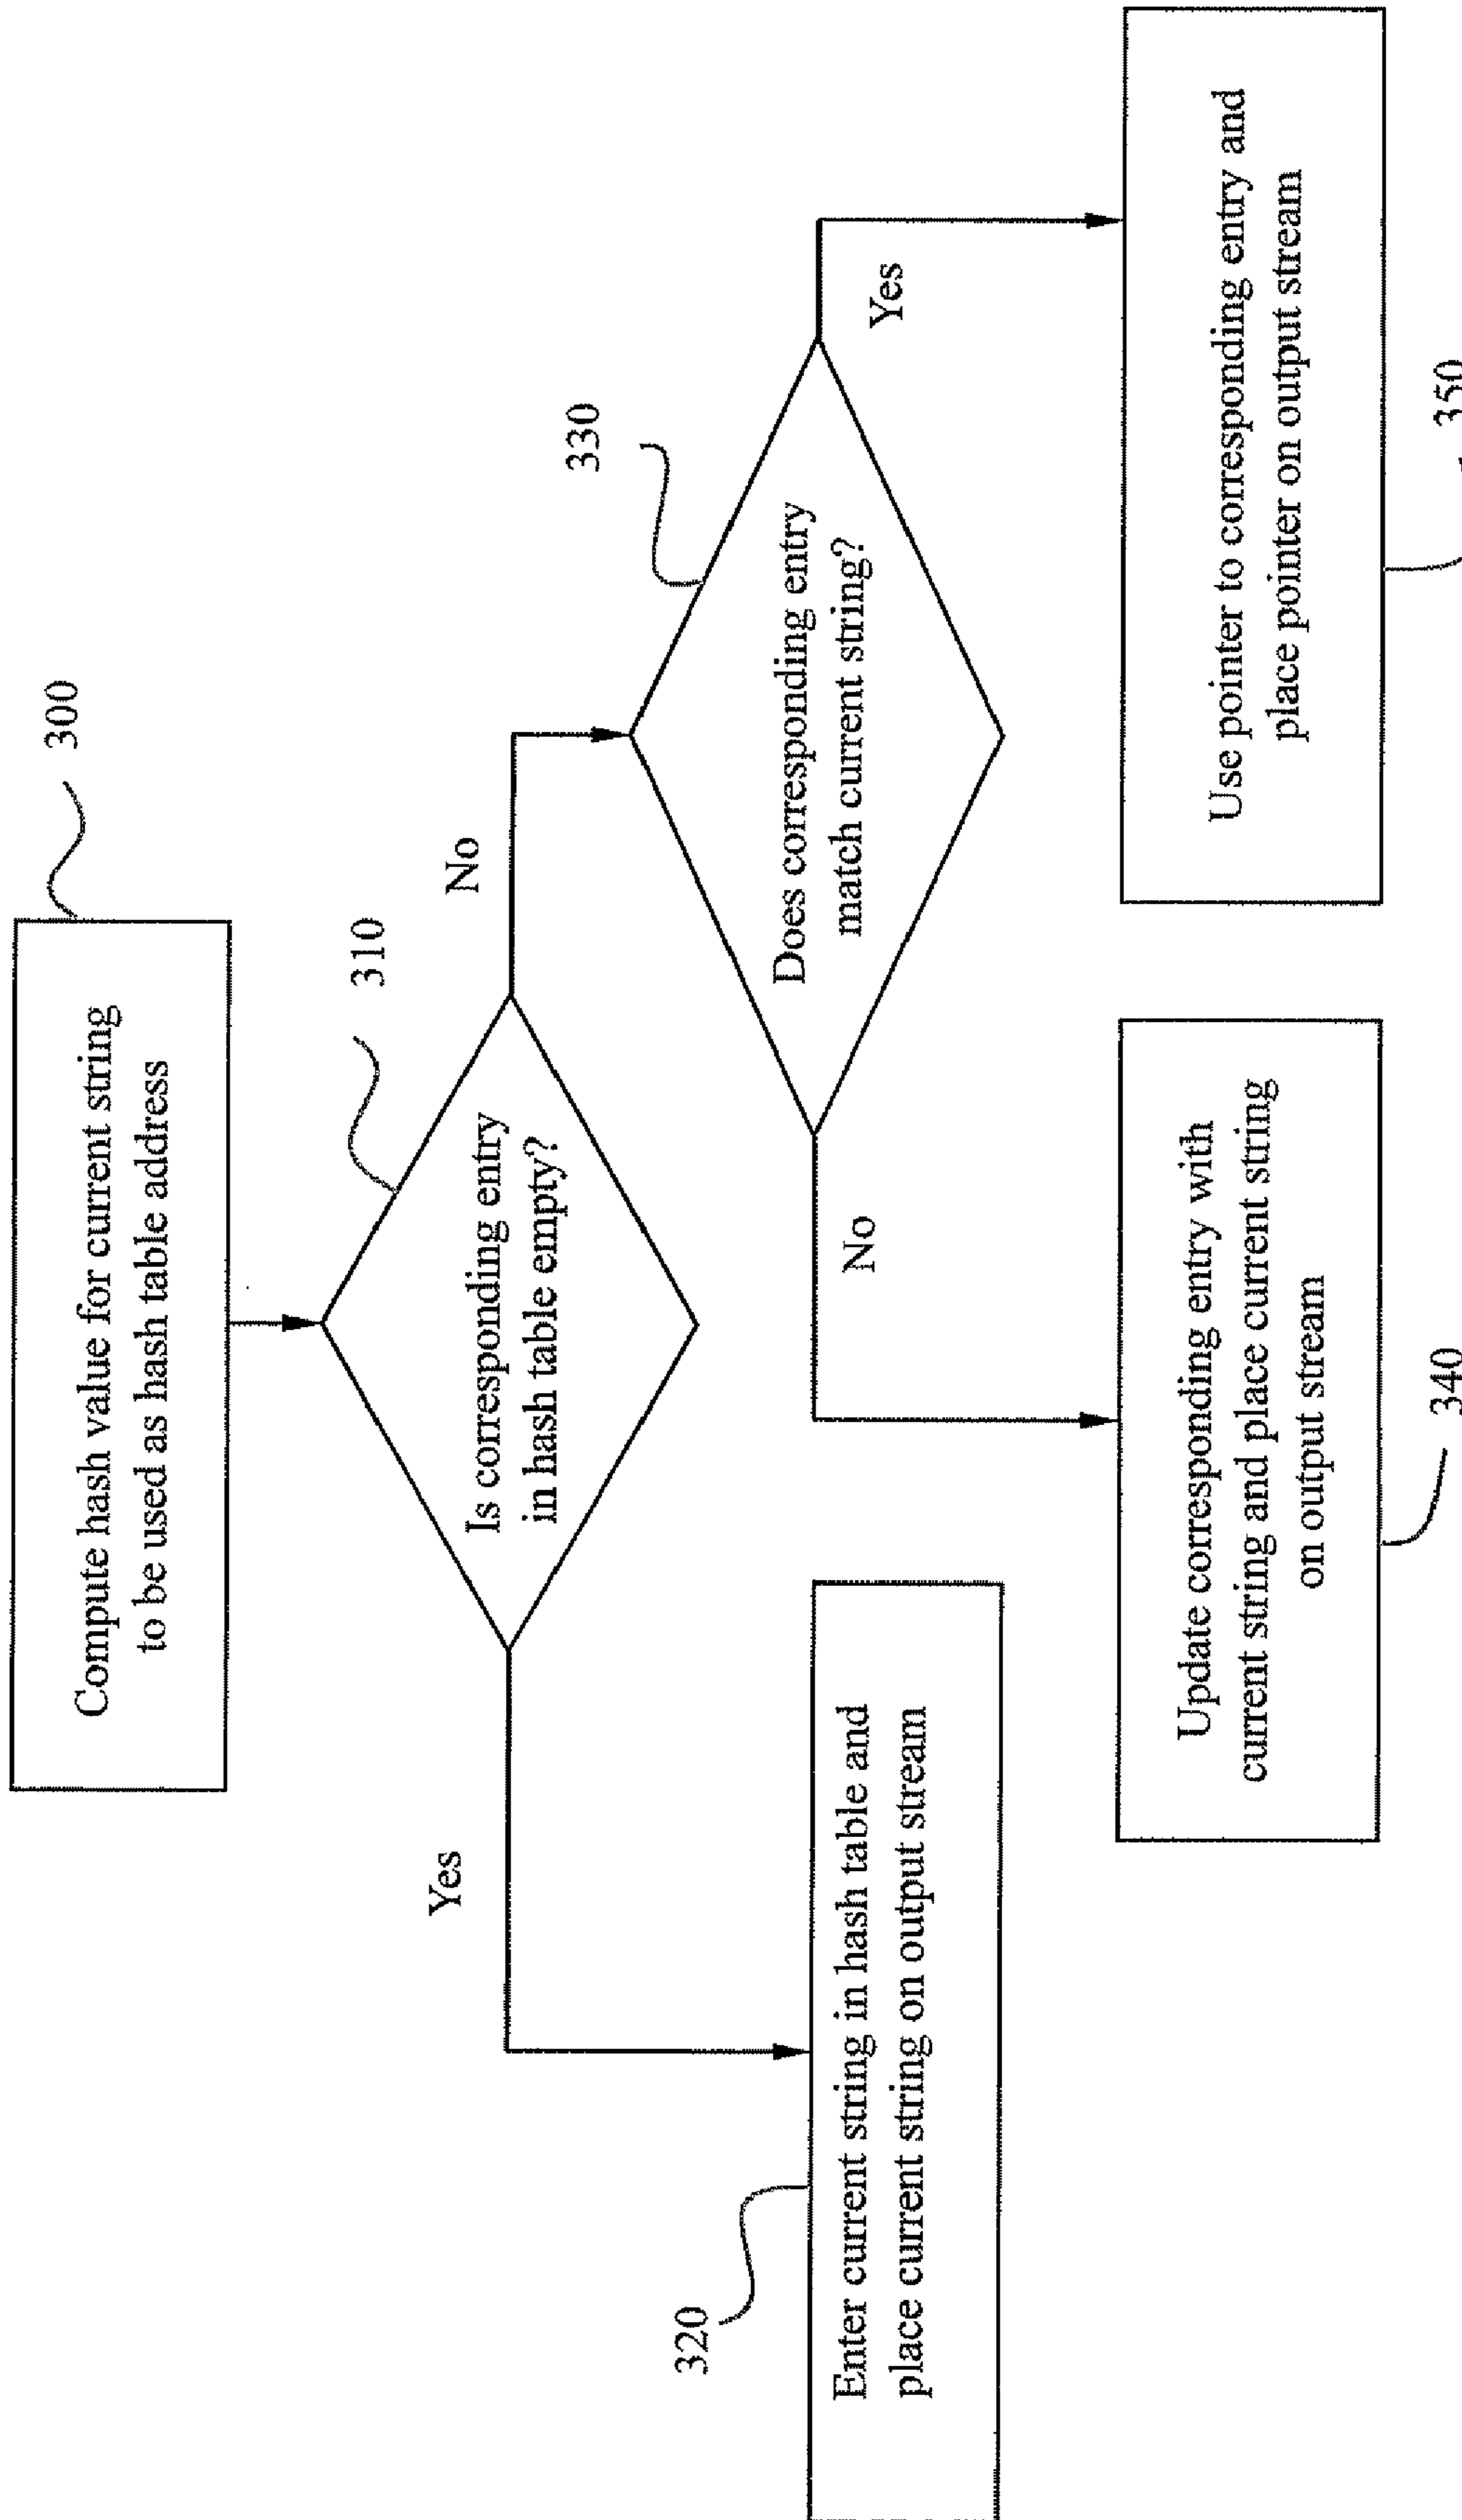 300
Compute hash value for current string
to be used as hash table address
310
Is corresponding entry
in hash table empty?
Yes
No
320
Enter current string in hash table and
place current string on output stream
330
Does corresponding entry
match current string?
No
Yes
Update corresponding entry with
current string and place current string
on output stream
340
Use pointer to corresponding entry and
place pointer on output stream
350